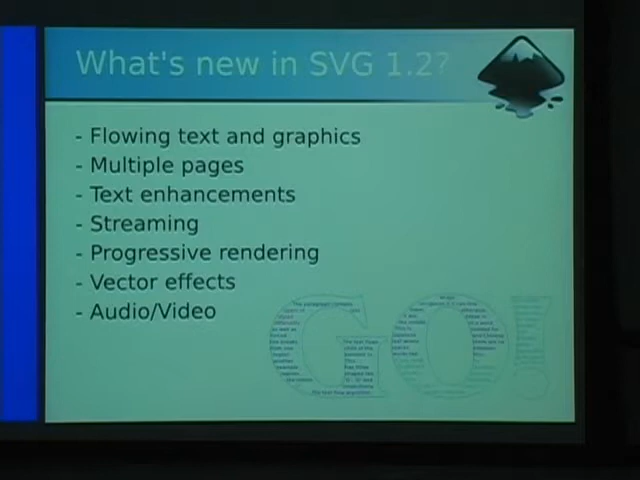 What's new in SVG 1.2?
- Flowing text and graphics
- Multiple pages
- Text enhancements
- Streaming
- Progressive rendering
- Vector effects
- Audio/Video
GO!